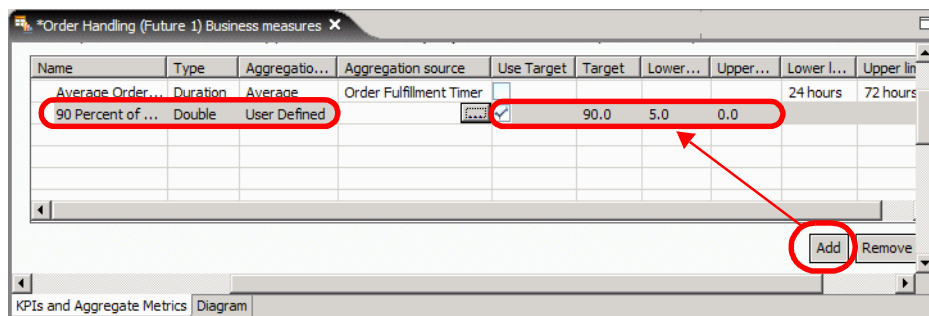 *Order Handling (Future 1) Business measures
Name Type Aggregatio... Aggregation source Use Target Target Lower... Upper... Lower l... Upper lin
Average Order... Duration Average Order Fulfillment Timer 24 hours 72 hours
90 Percent of ... Double User Defined ... 90.0 5.0 0.0
Add Remove
KPIs and Aggregate Metrics Diagram